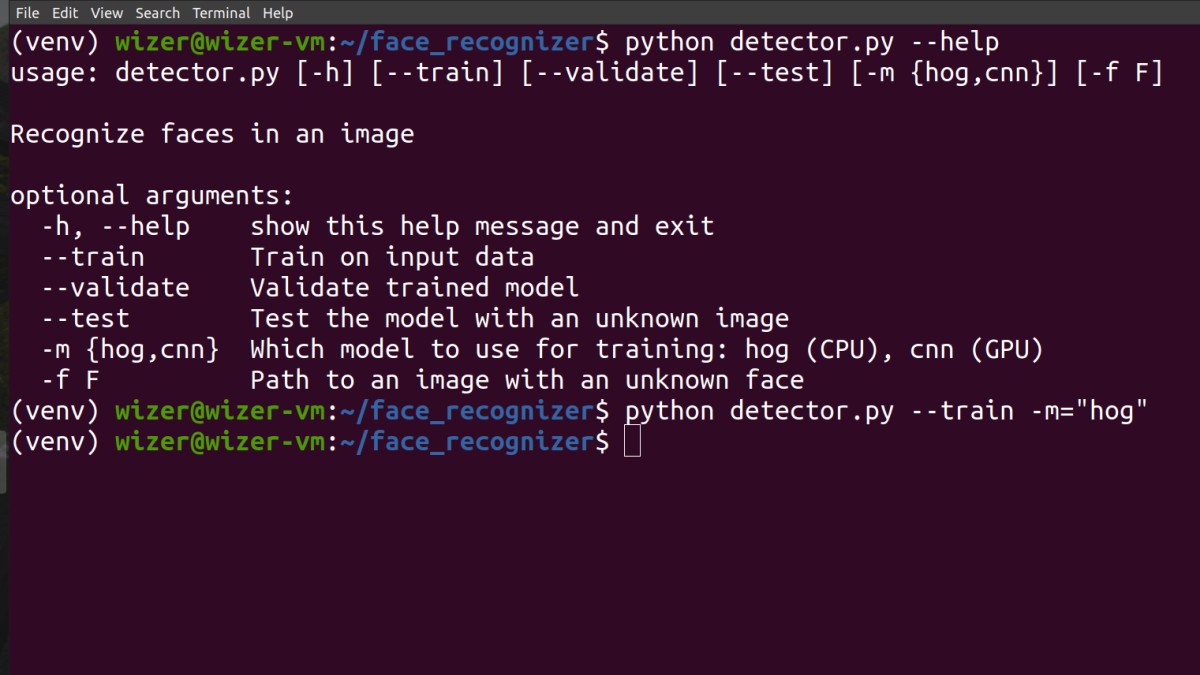 File Edit View Search Terminal Help
(venv) wizer@wizer-vm:~/face_recognizer$ python detector.py --help
usage: detector.py [-h] [--train] [--validate] [--test] [-m {hog,cnn}] [-f F]
Recognize faces in an image
optional arguments:
  -h, --help    show this help message and exit
  --train       Train on input data
  --validate    Validate trained model
  --test        Test the model with an unknown image
  -m {hog,cnn}  Which model to use for training: hog (CPU), cnn (GPU)
  -f F          Path to an image with an unknown face
(venv) wizer@wizer-vm:~/face_recognizer$ python detector.py --train -m="hog"
(venv) wizer@wizer-vm:~/face_recognizer$